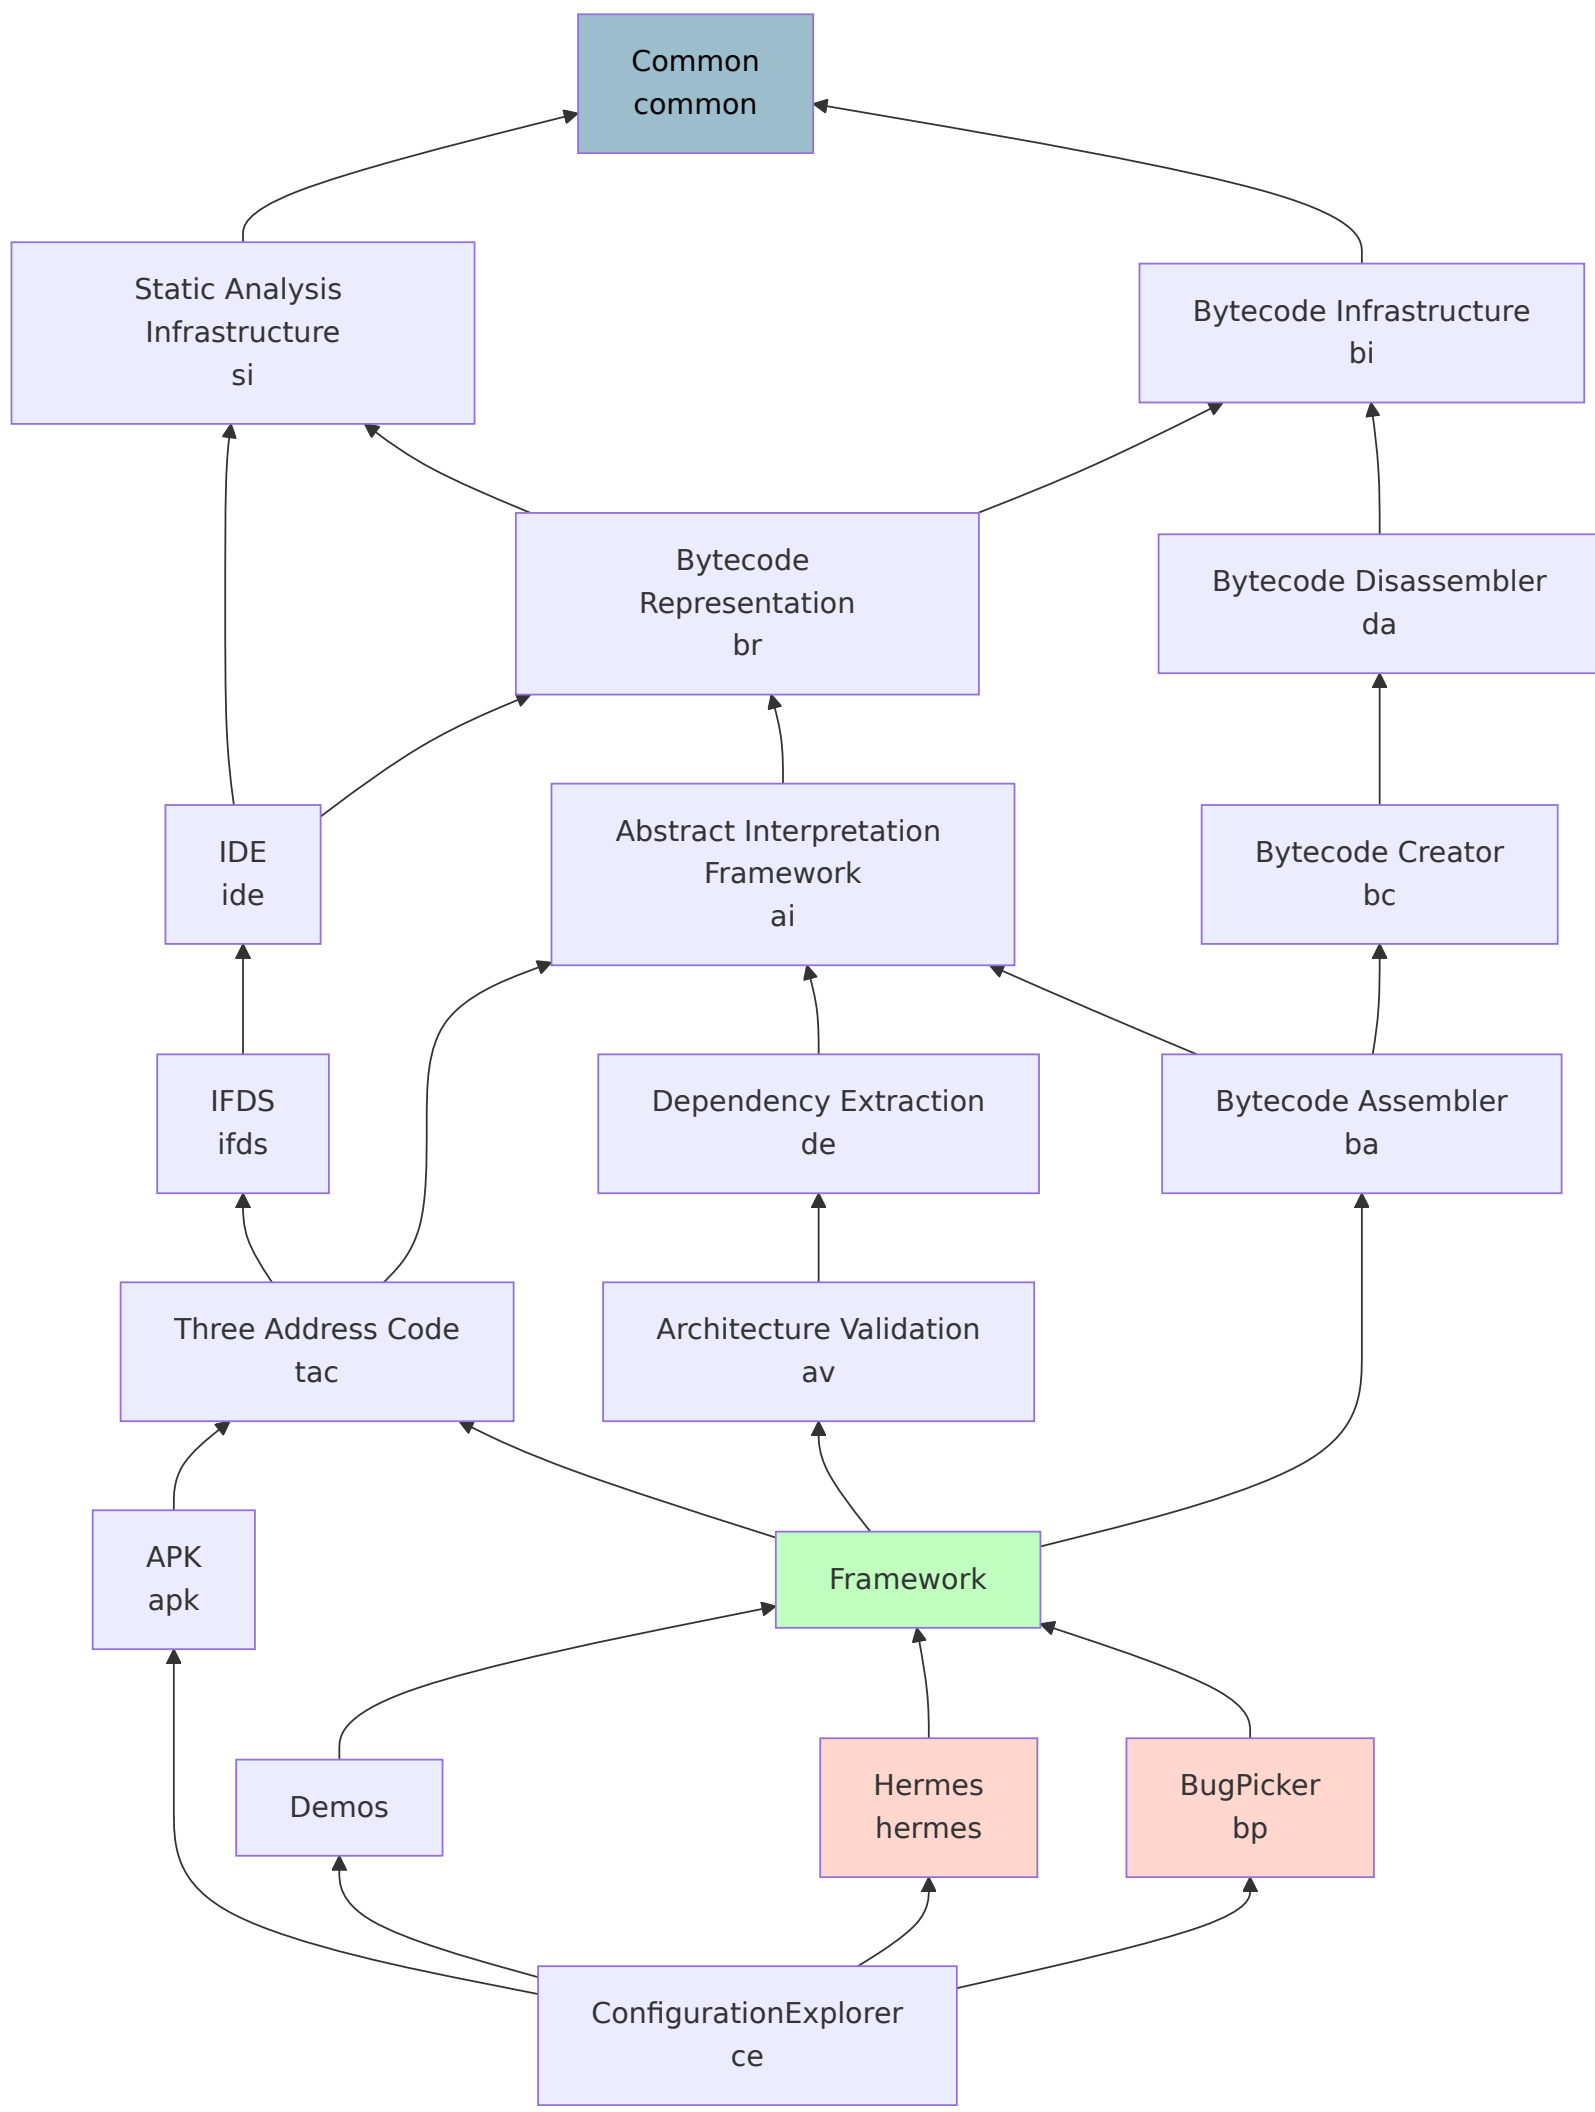 Common
common
Static Analysis
Infrastructure
si
Bytecode Infrastructure
bi
Bytecode
Representation
br
Bytecode Disassembler
da
IDE
ide
Abstract Interpretation
Framework
ai
Bytecode Creator
bc
IFDS
ifds
Dependency Extraction
de
Bytecode Assembler
ba
Three Address Code
tac
Architecture Validation
av
APK
apk
Framework
Demos
Hermes
hermes
BugPicker
bp
ConfigurationExplorer
ce